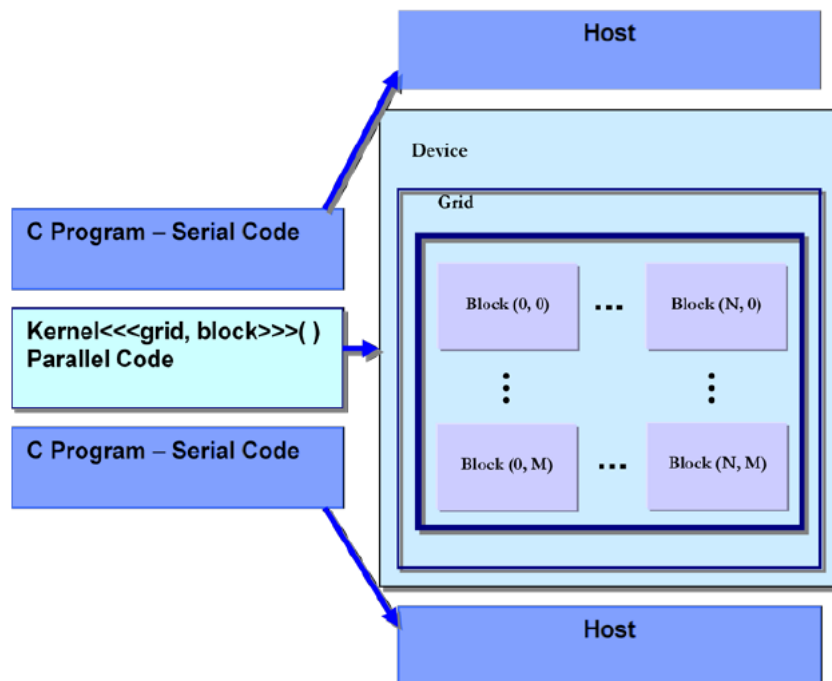 Host
Device
Grid
C Program – Serial Code
Block (0, 0) ... Block (N, 0)
Kernel<<<grid, block>>>( )
Parallel Code
C Program – Serial Code
Block (0, M) ... Block (N, M)
Host